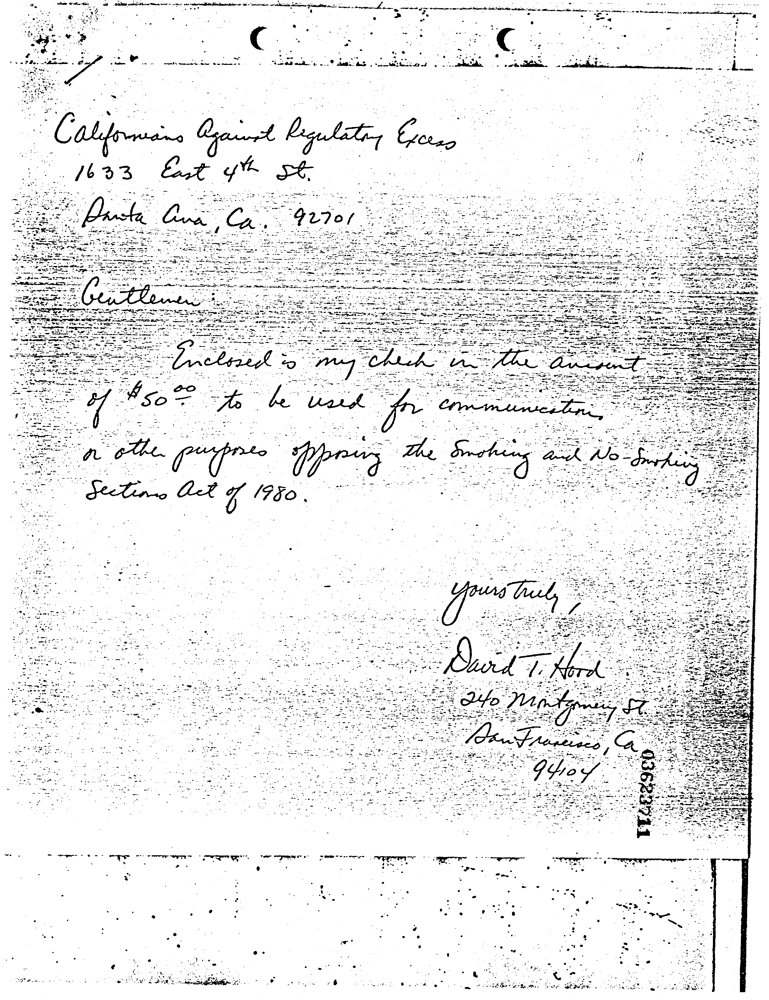 Californians Against Regulatory Excess
1633 East 4th St.
Santa Ana, Ca. 92701
Gentlemen:
Enclosed is my check in the amount
of $50 00 to be used for communications
or other purposes opposing the Smoking and No-Smoking
Sections Act of 1980.
Yours truly,
David T. Hood
240 Montgomery St.
San Francisco, Ca
94104
03623711